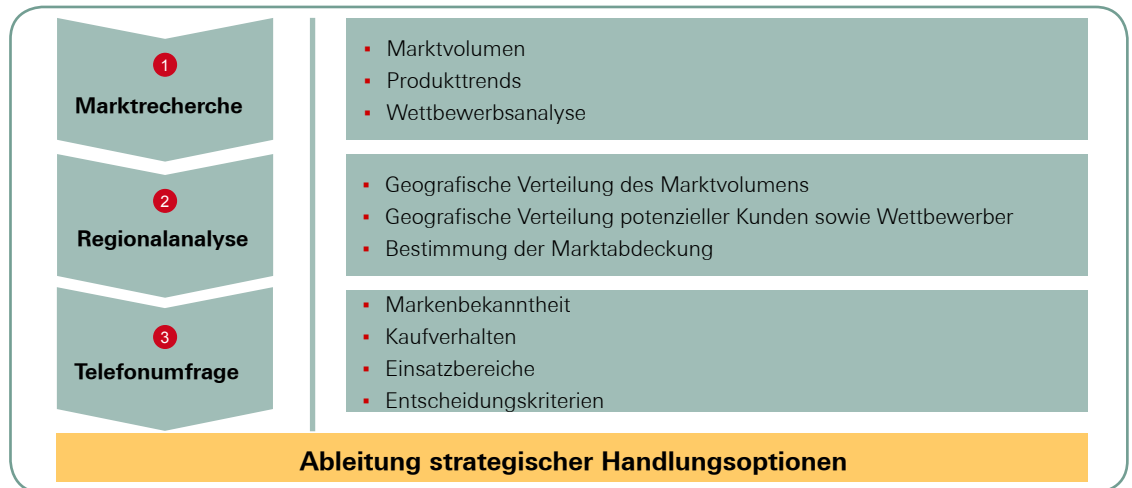 1
Marktrecherche
▪ Marktvolumen
▪ Produkttrends
▪ Wettbewerbsanalyse
2
Regionalanalyse
▪ Geografische Verteilung des Marktvolumens
▪ Geografische Verteilung potenzieller Kunden sowie Wettbewerber
▪ Bestimmung der Marktabdeckung
3
Telefonumfrage
▪ Markenbekanntheit
▪ Kaufverhalten
▪ Einsatzbereiche
▪ Entscheidungskriterien
Ableitung strategischer Handlungsoptionen